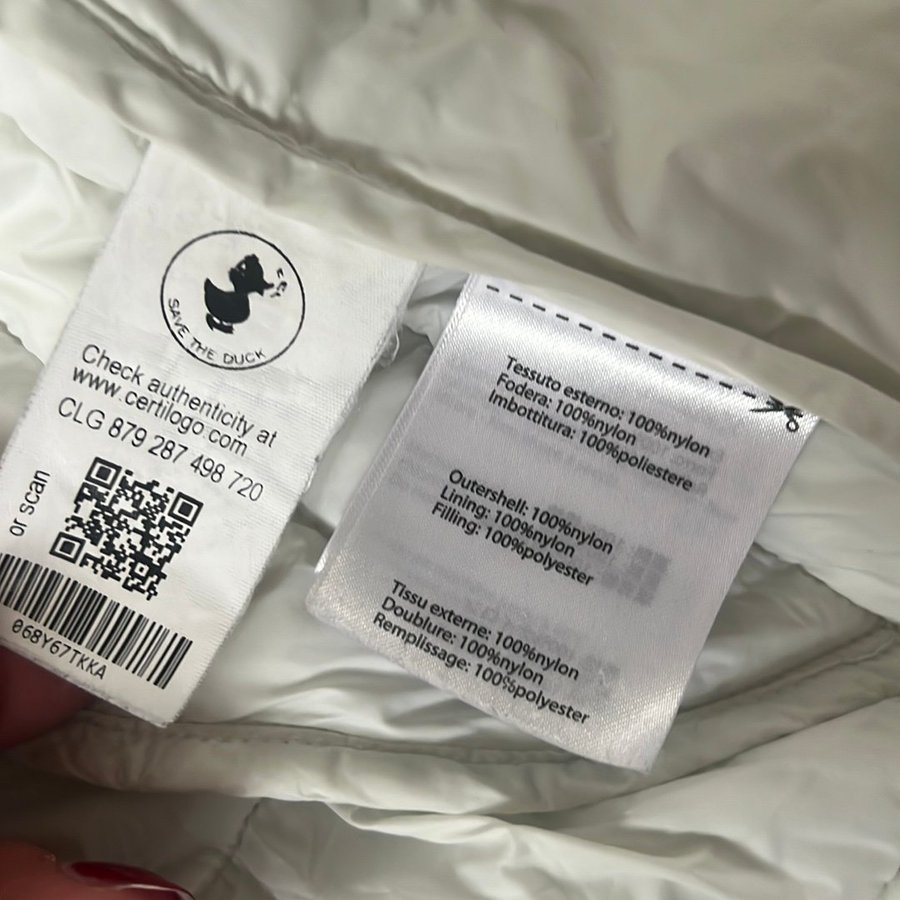 SAVE THE DUCK
Check authenticity at
www.certilogo.com
CLG 879 287 498 720
or scan
068Y67TKKA
Tessuto esterno: 100%nylon
Fodera: 100%nylon
Imbottitura: 100%poliestere
Outershell: 100%nylon
Lining: 100%nylon
Filling: 100%polyester
Tissu externe: 100%nylon
Doublure: 100%nylon
Remplissage: 100%polyester